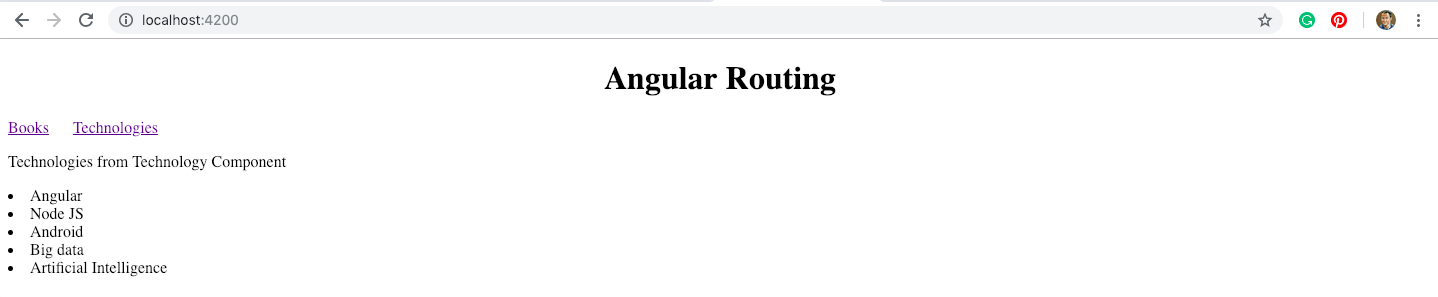 localhost:4200
Angular Routing
Books Technologies
Technologies from Technology Component
Angular
Node JS
Android
Big data
Artificial Intelligence